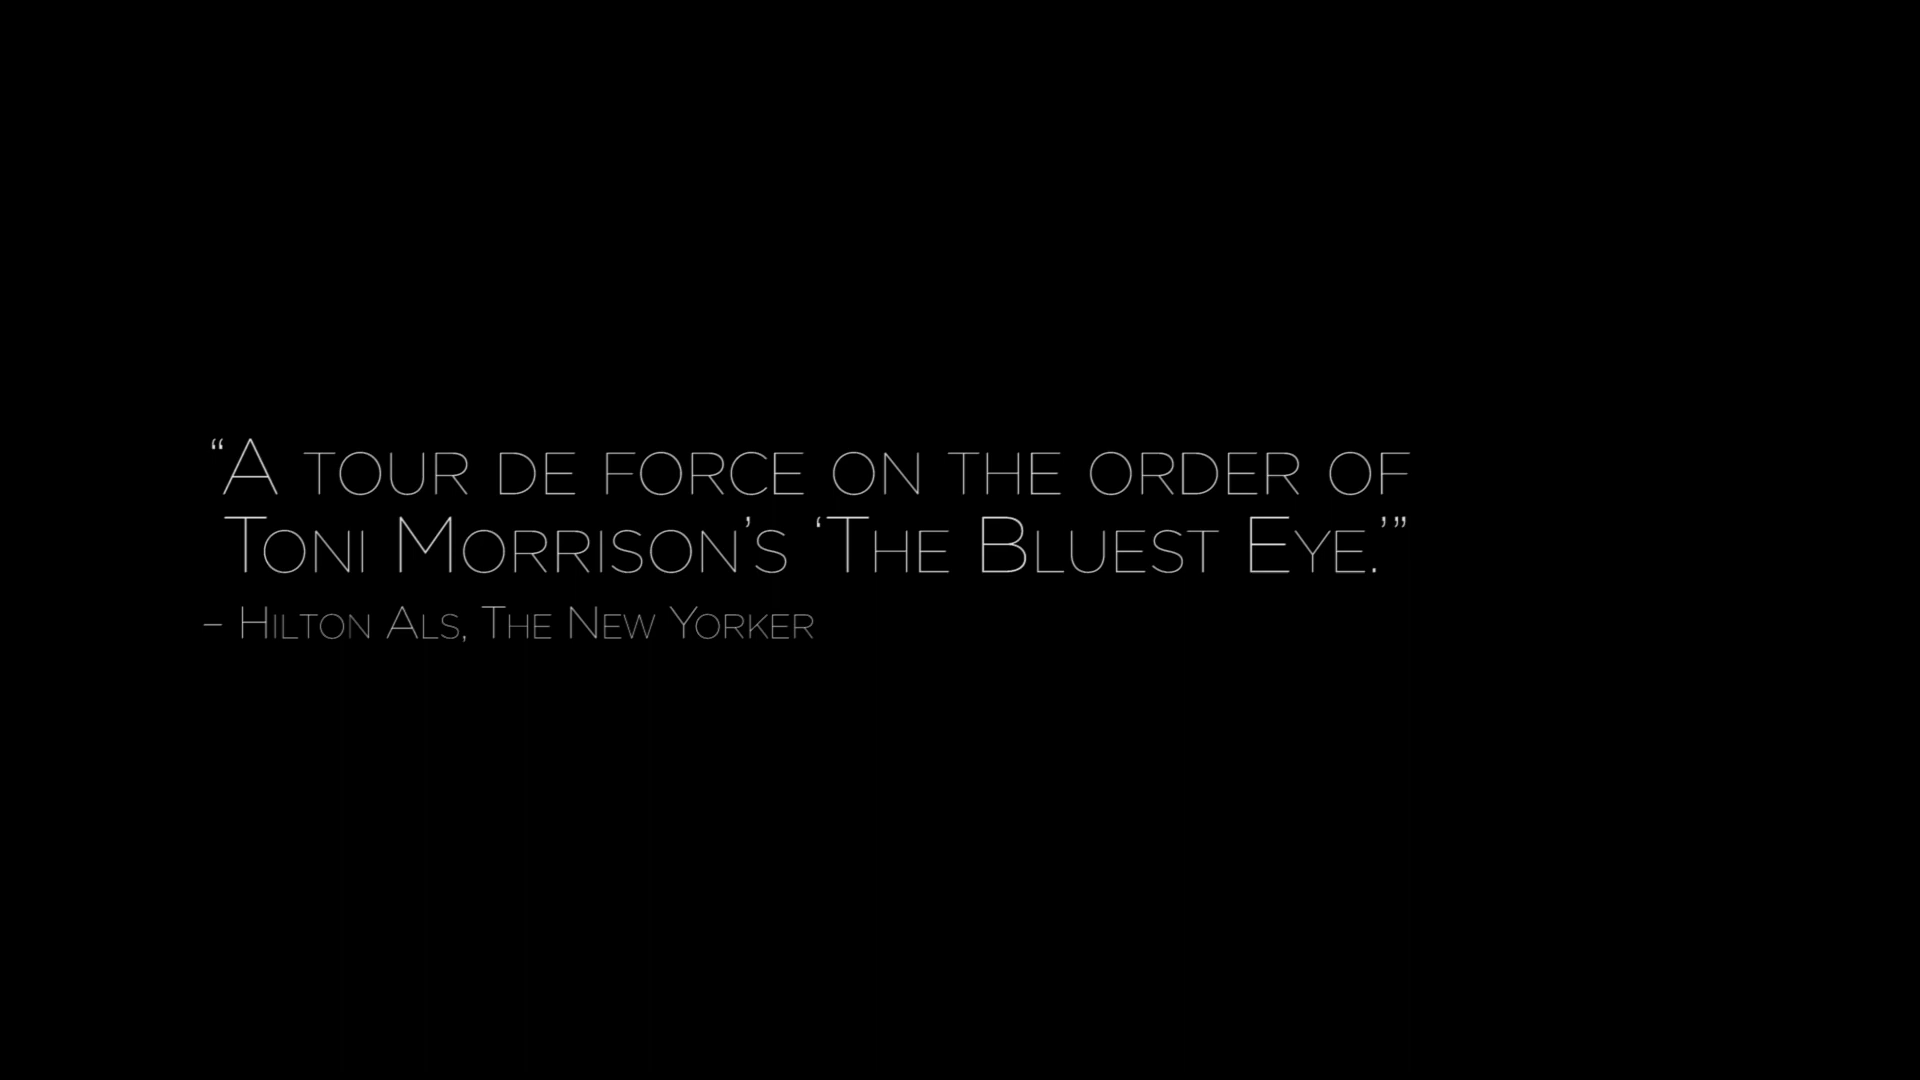 “A tour de force on the order of
Toni Morrison’s ‘The Bluest Eye.’”
– Hilton Als, The New Yorker